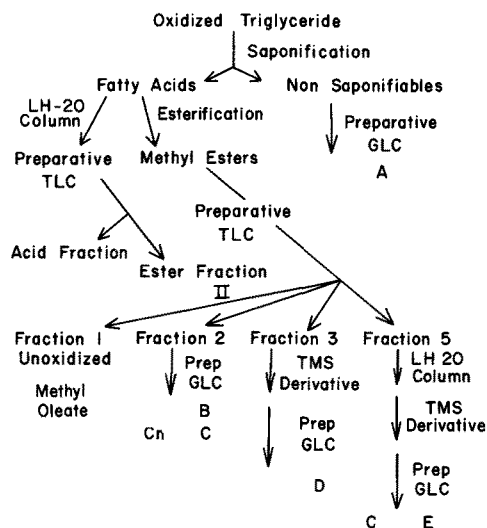 Oxidized Triglyceride
Saponification
Fatty Acids
Non Saponifiables
LH-20
Column
Esterification
Preparative
GLC
A
Preparative
TLC
Methyl Esters
Preparative
TLC
Acid Fraction
Ester Fraction
II
Fraction 1
Unoxidized
Methyl
Oleate
Fraction 2
Prep
GLC
B
Cn C
Fraction 3
TMS
Derivative
Prep
GLC
D
Fraction 5
LH 20
Column
TMS
Derivative
Prep
GLC
C E